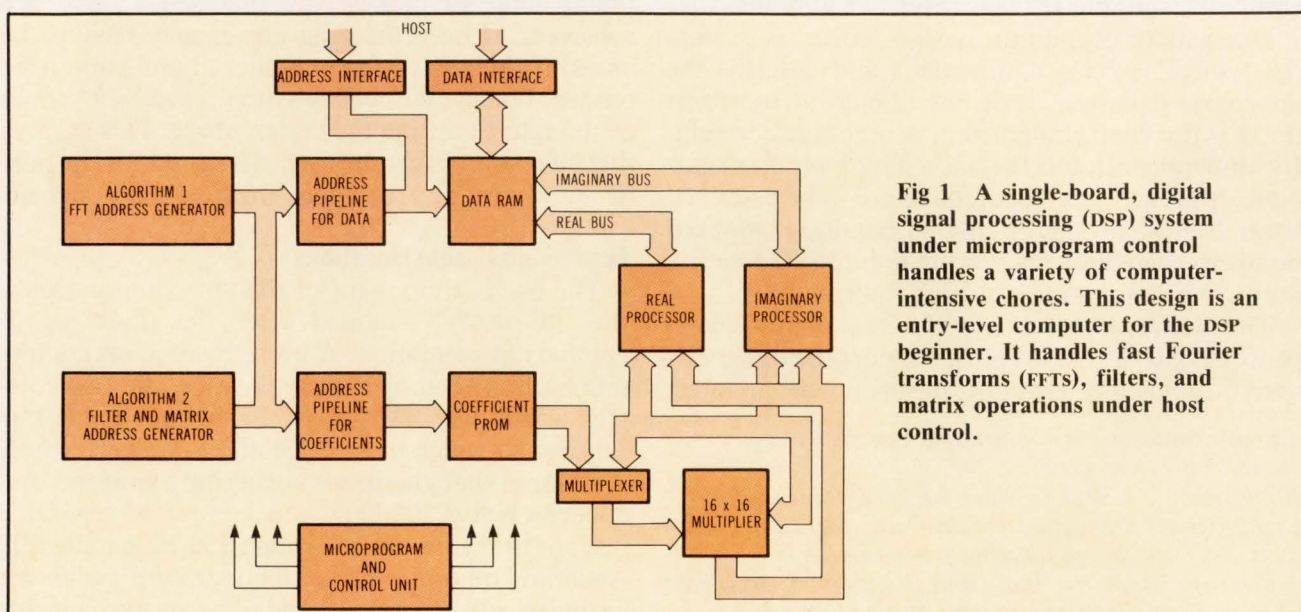 HOST
ADDRESS INTERFACE
DATA INTERFACE
ALGORITHM 1
FFT ADDRESS GENERATOR
ADDRESS
PIPELINE
FOR DATA
DATA RAM
IMAGINARY BUS
REAL BUS
REAL
PROCESSOR
IMAGINARY
PROCESSOR
ALGORITHM 2
FILTER AND MATRIX
ADDRESS GENERATOR
ADDRESS
PIPELINE FOR
COEFFICIENTS
COEFFICIENT
PROM
MULTIPLEXER
16 x 16
MULTIPLIER
MICROPROGRAM
AND
CONTROL UNIT
Fig 1 A single-board, digital
signal processing (DSP) system
under microprogram control
handles a variety of computer-
intensive chores. This design is an
entry-level computer for the DSP
beginner. It handles fast Fourier
transforms (FFTs), filters, and
matrix operations under host
control.